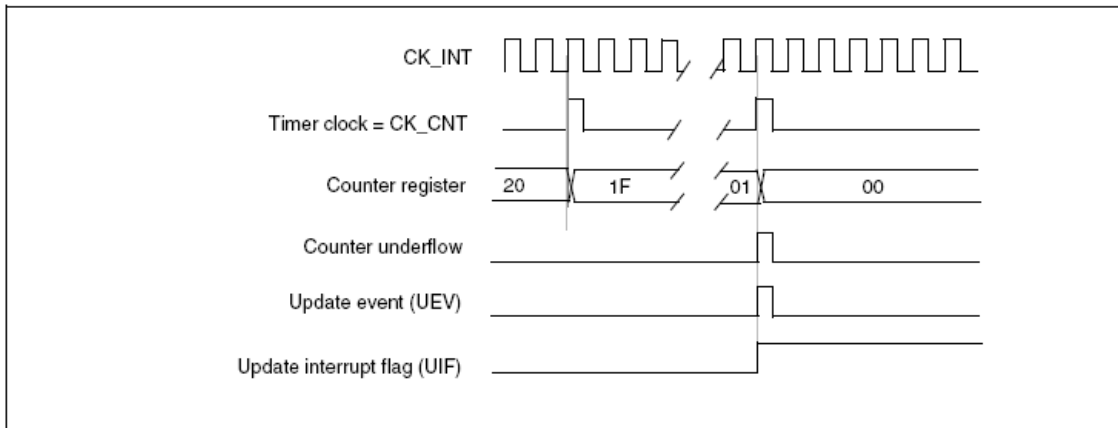 CK_INT
Timer clock = CK_CNT
Counter register 20 1F 01 00
Counter underflow
Update event (UEV)
Update interrupt flag (UIF)